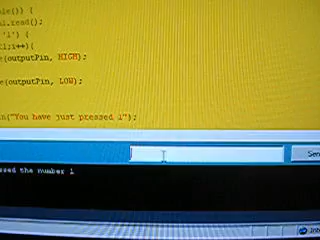 ble()) {
al.read();
'1') {
<1;i++){
e(outputPin, HIGH);
e(outputPin, LOW);
n("You have just pressed 1");
Sen
ssed the number 1
Inte